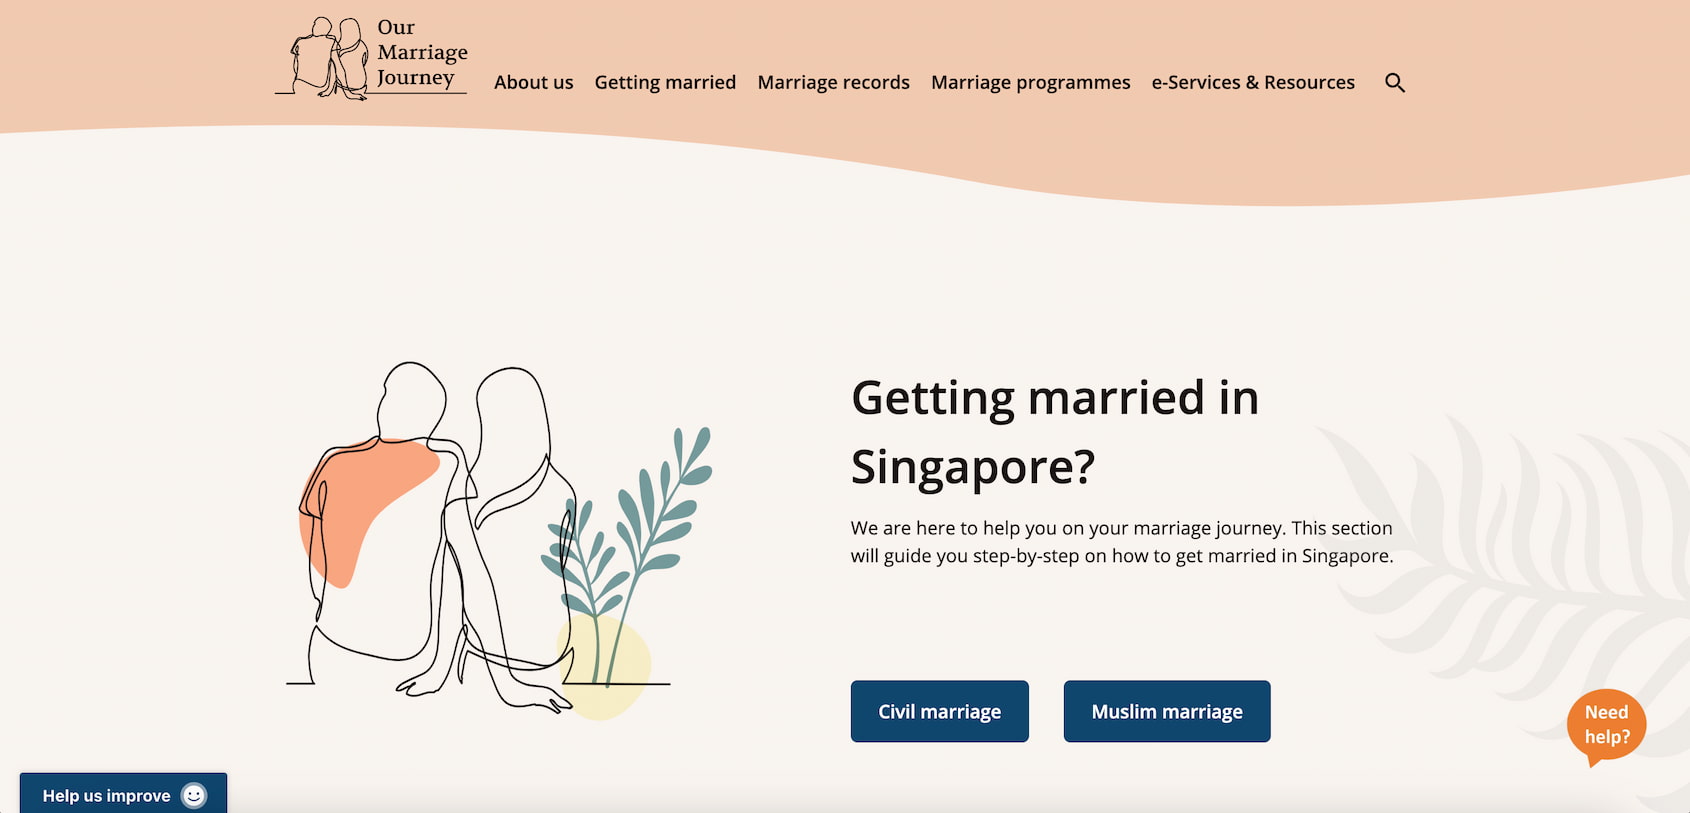 Our
Marriage
Journey
About us
Getting married
Marriage records
Marriage programmes
e-Services & Resources
Getting married in
Singapore?
We are here to help you on your marriage journey. This section
will guide you step-by-step on how to get married in Singapore.
Civil marriage
Muslim marriage
Need
help?
Help us improve